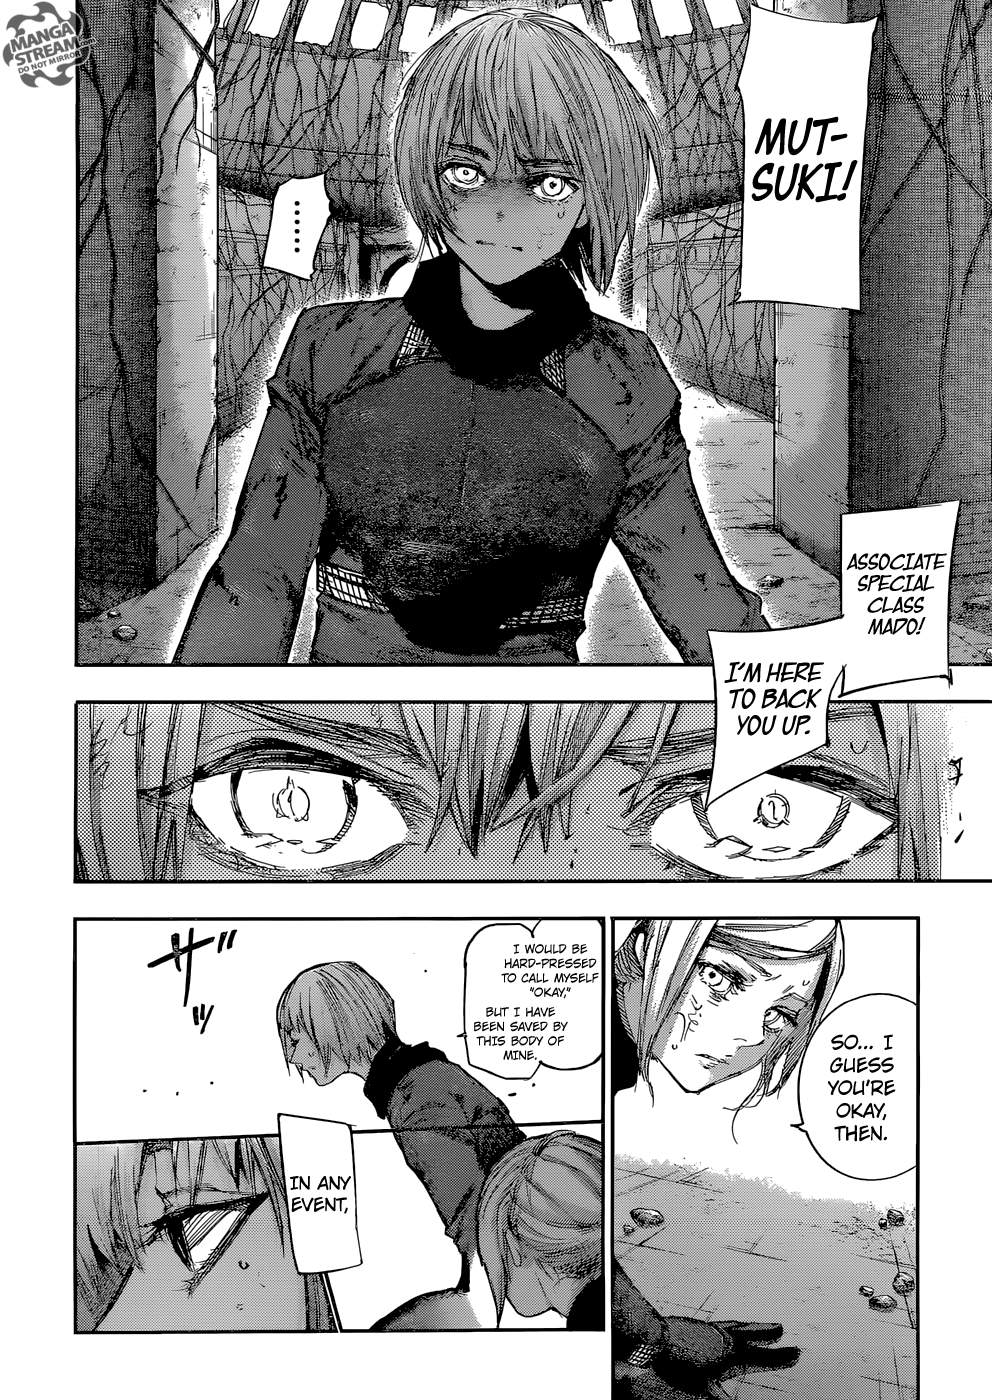 MANGA
STREAM.com
DO NOT MIRROR
MUT-
SUKI!
......
ASSOCIATE
SPECIAL
CLASS
MADO!
I'M HERE
TO BACK
YOU UP.
SO... I
GUESS
YOU'RE
OKAY,
THEN.
I WOULD BE
HARD-PRESSED
TO CALL MYSELF
"OKAY,"
BUT I HAVE
BEEN SAVED BY
THIS BODY OF
MINE.
ザッ
IN ANY
EVENT,